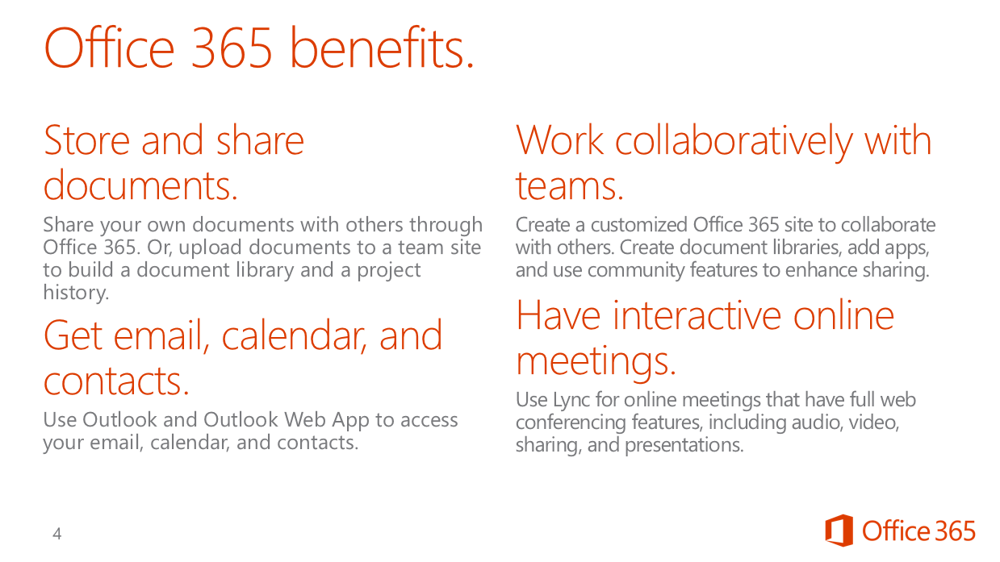 Office 365 benefits.
Store and share
documents.
Share your own documents with others through
Office 365. Or, upload documents to a team site
to build a document library and a project
history.
Get email, calendar, and
contacts.
Use Outlook and Outlook Web App to access
your email, calendar, and contacts.
Work collaboratively with
teams.
Create a customized Office 365 site to collaborate
with others. Create document libraries, add apps,
and use community features to enhance sharing.
Have interactive online
meetings.
Use Lync for online meetings that have full web
conferencing features, including audio, video,
sharing, and presentations.
4
Office 365